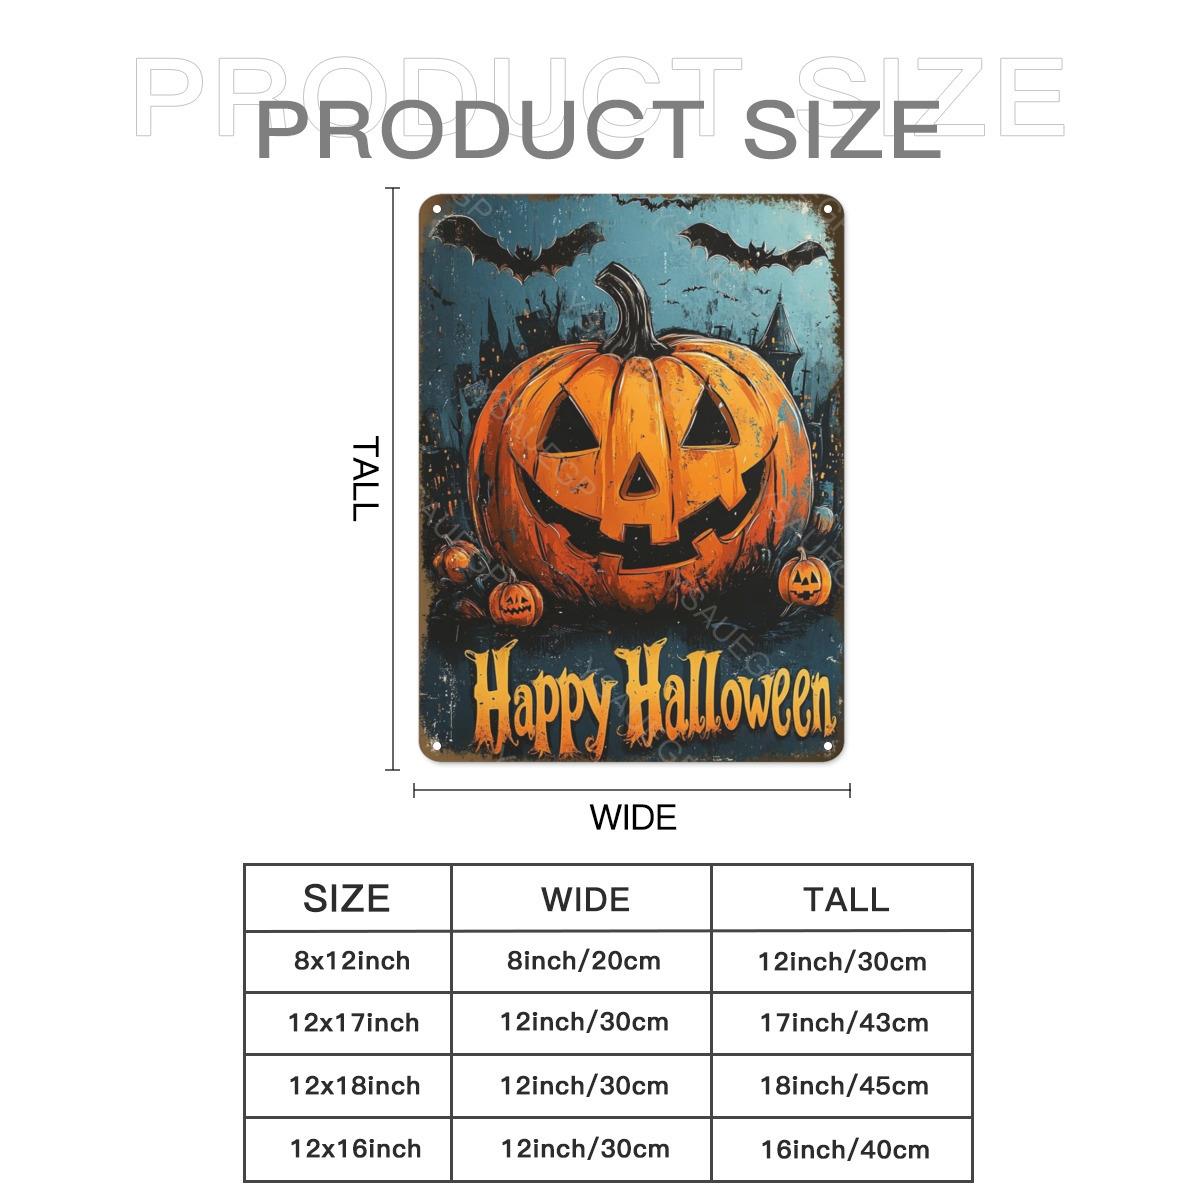 PRODUCT SIZE
PRODUCT SIZE
TALL
Happy Halloween
WIDE
SIZE WIDE TALL
8x12inch 8inch/20cm 12inch/30cm
12x17inch 12inch/30cm 17inch/43cm
12x18inch 12inch/30cm 18inch/45cm
12x16inch 12inch/30cm 16inch/40cm